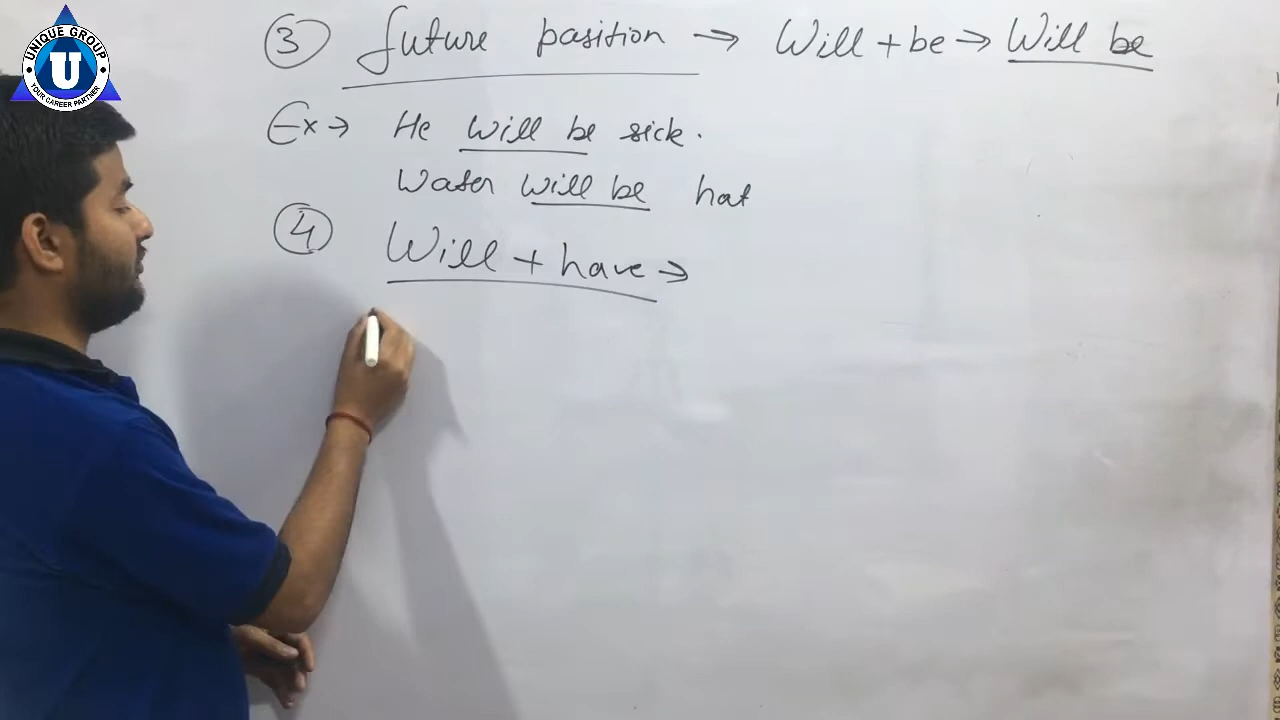 UNIQUE GROUP
U
YOUR CAREER PARTNER
③ future position → Will + be → Will be
Ex → He will be sick.
Water will be hot
④ Will + have →